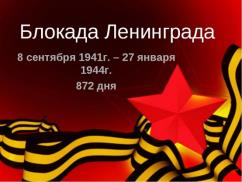 Блокада Ленинграда
8 сентября 1941г. – 27 января
1944г.
872 дня